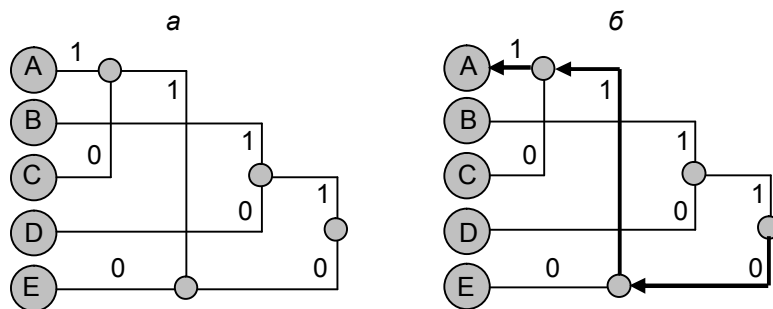 а б
A 1 1 A 1 1
B 1 B 1
C 0 1 C 0 1
D 0 D 0
E 0 0 E 0 0